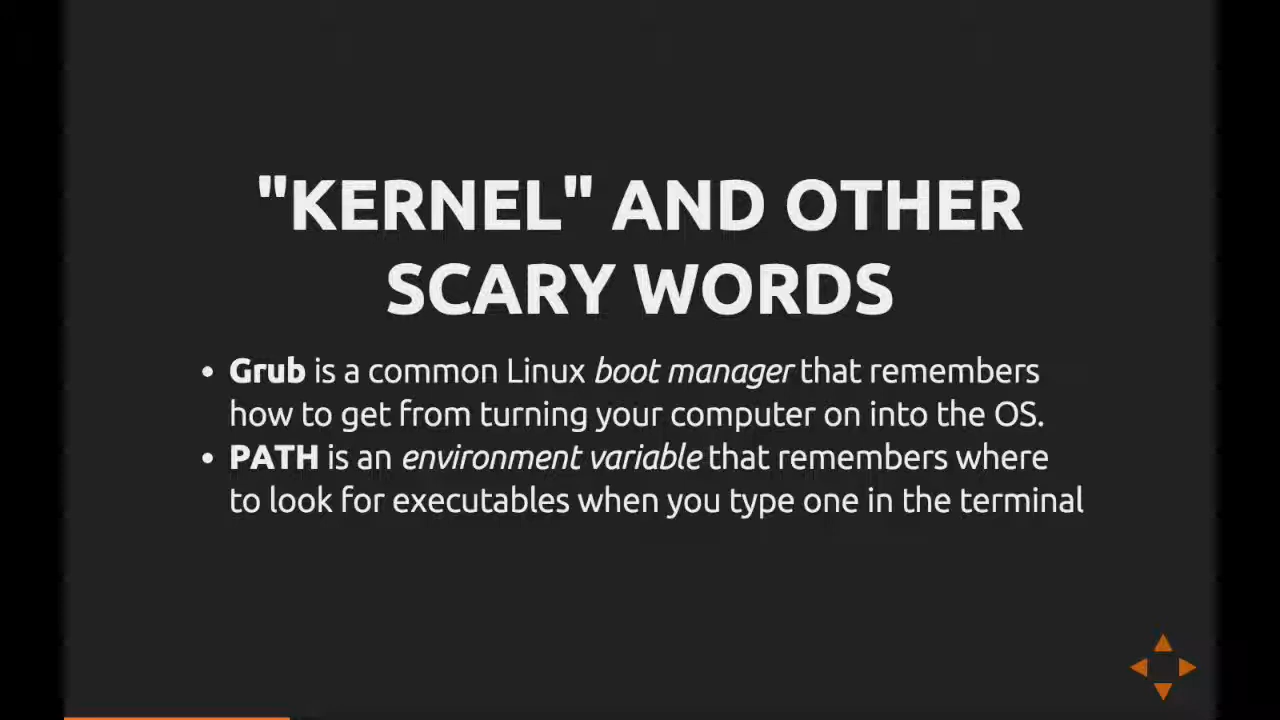 "KERNEL" AND OTHER
SCARY WORDS
• Grub is a common Linux boot manager that remembers
how to get from turning your computer on into the OS.
• PATH is an environment variable that remembers where
to look for executables when you type one in the terminal